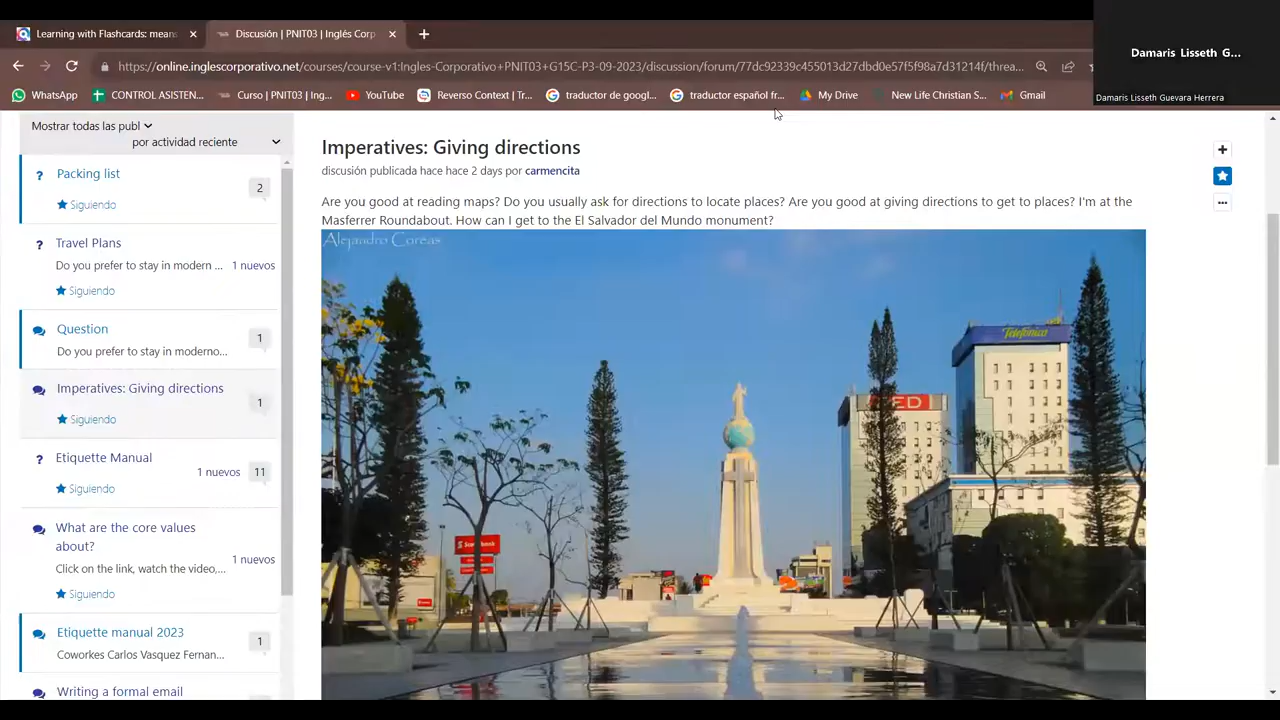 Learning with Flashcards: means
Discusión | PNIT03 | Inglés Corp
https://online.inglescorporativo.net/courses/course-v1:Ingles-Corporativo+PNIT03+G15C-P3-09-2023/discussion/forum/77dc92339c455013d27dbd0e57f5f98a7d31214f/threa...
WhatsApp
CONTROL ASISTEN...
Curso | PNIT03 | Ing...
YouTube
Reverso Context | Tr...
traductor de googl...
traductor español fr...
My Drive
New Life Christian S...
Gmail
Damaris Lisseth G...
Damaris Lisseth Guevara Herrera
Mostrar todas las publ
por actividad reciente
Packing list
2
Siguiendo
Travel Plans
Do you prefer to stay in modern ...
1 nuevos
Siguiendo
Question
1
Do you prefer to stay in moderno...
Imperatives: Giving directions
1
Siguiendo
Etiquette Manual
1 nuevos
11
Siguiendo
What are the core values
about?
1 nuevos
Click on the link, watch the video,...
Siguiendo
Etiquette manual 2023
1
Coworkes Carlos Vasquez Fernan...
Writing a formal email
Imperatives: Giving directions
discusión publicada hace hace 2 days por carmencita
Are you good at reading maps? Do you usually ask for directions to locate places? Are you good at giving directions to get to places? I'm at the
Masferrer Roundabout. How can I get to the El Salvador del Mundo monument?
Alejandro Coreas
Telefónica
RED
Scotiabank